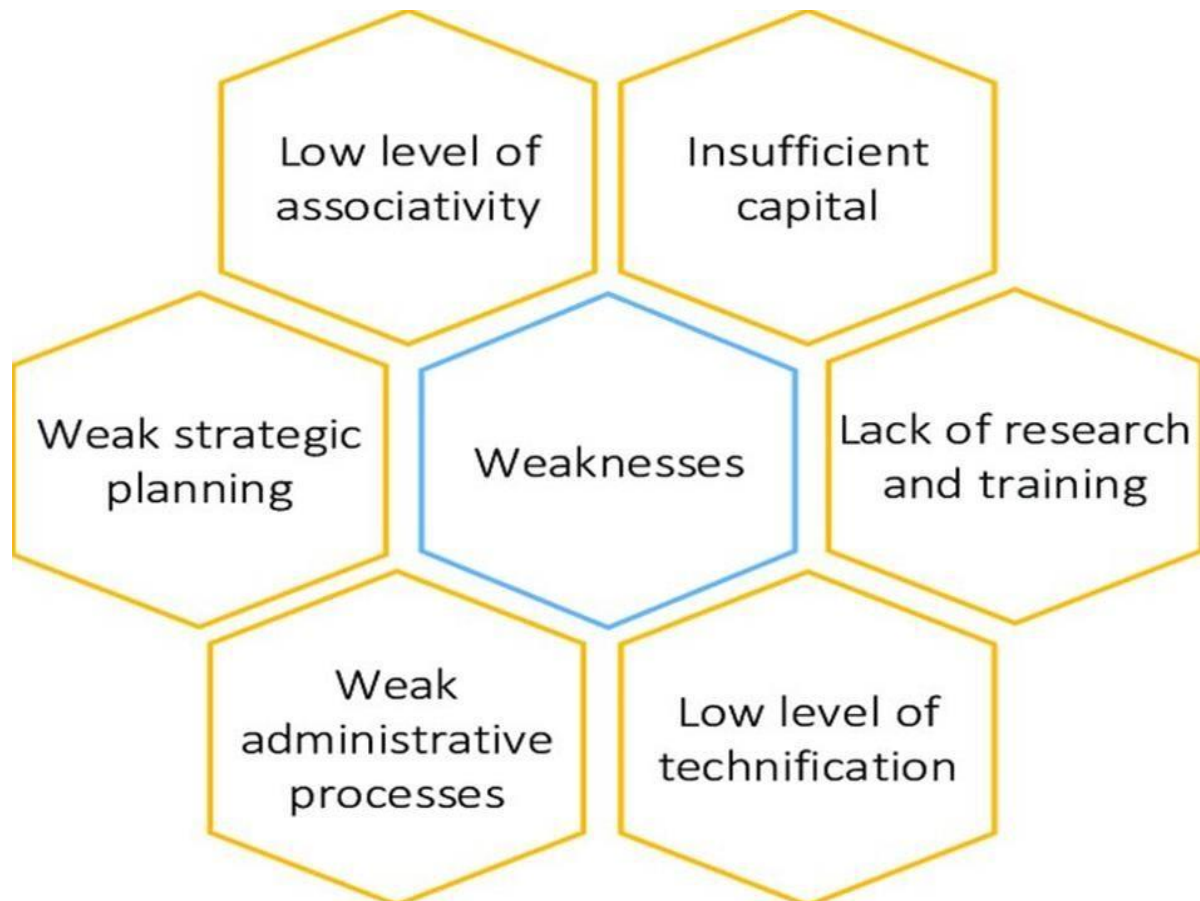 Low level of
associativity
Insufficient
capital
Weak strategic
planning
Weaknesses
Lack of research
and training
Weak
administrative
processes
Low level of
technification